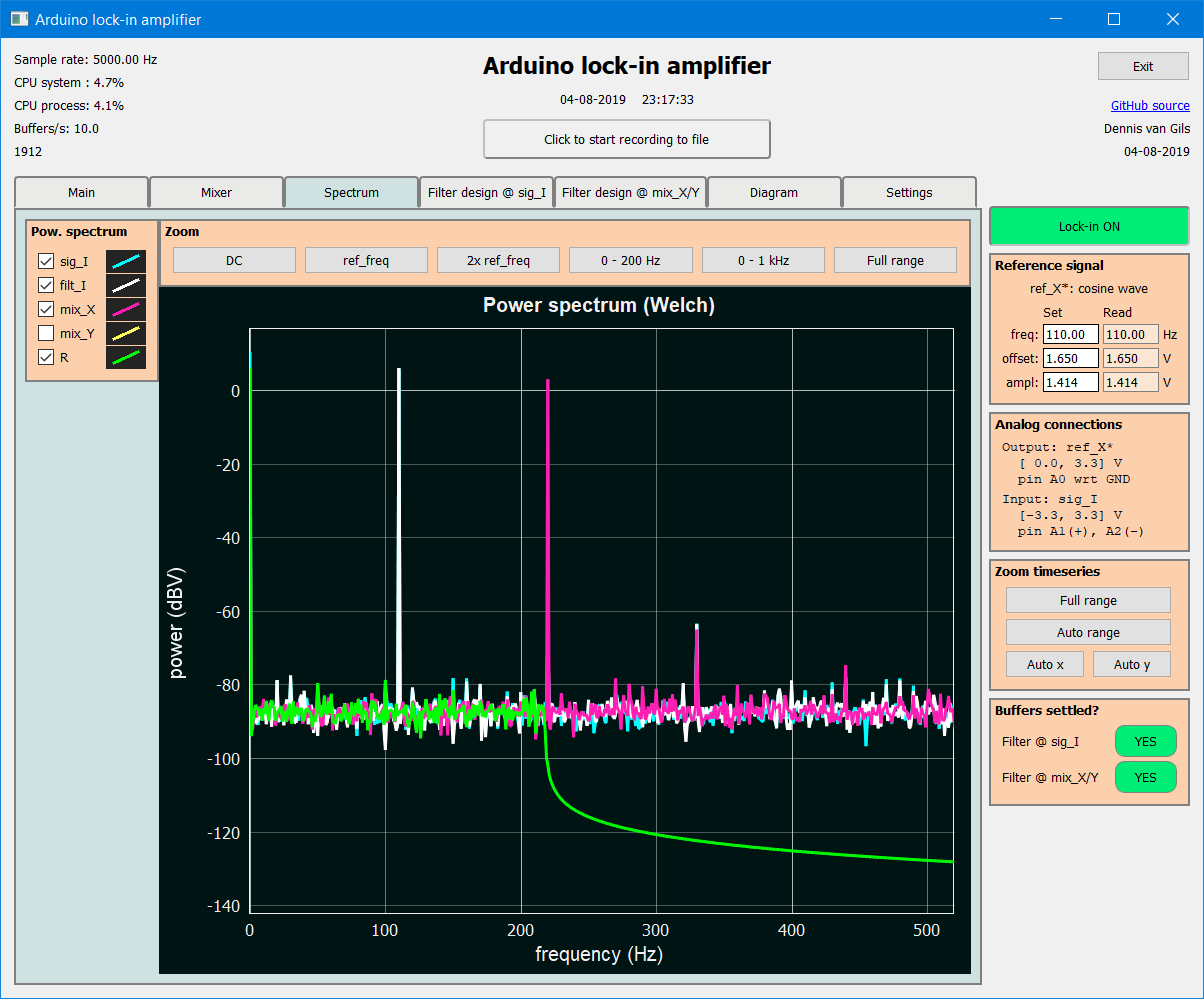 Arduino lock-in amplifier
Sample rate: 5000.00 Hz
CPU system : 4.7%
CPU process: 4.1%
Buffers/s: 10.0
1912
Arduino lock-in amplifier
04-08-2019 23:17:33
Click to start recording to file
Exit
GitHub source
Dennis van Gils
04-08-2019
Main Mixer Spectrum Filter design @ sig_I Filter design @ mix_X/Y Diagram Settings
Pow. spectrum
sig_I
filt_I
mix_X
mix_Y
R
Zoom
DC ref_freq 2x ref_freq 0 - 200 Hz 0 - 1 kHz Full range
Power spectrum (Welch)
power (dBV)
0
-20
-40
-60
-80
-100
-120
-140
0 100 200 300 400 500
frequency (Hz)
Lock-in ON
Reference signal
ref_X*: cosine wave
Set Read
freq: 110.00 110.00 Hz
offset: 1.650 1.650 V
ampl: 1.414 1.414 V
Analog connections
Output: ref_X*
[ 0.0, 3.3] V
pin A0 wrt GND
Input: sig_I
[-3.3, 3.3] V
pin A1(+), A2(-)
Zoom timeseries
Full range
Auto range
Auto x Auto y
Buffers settled?
Filter @ sig_I YES
Filter @ mix_X/Y YES